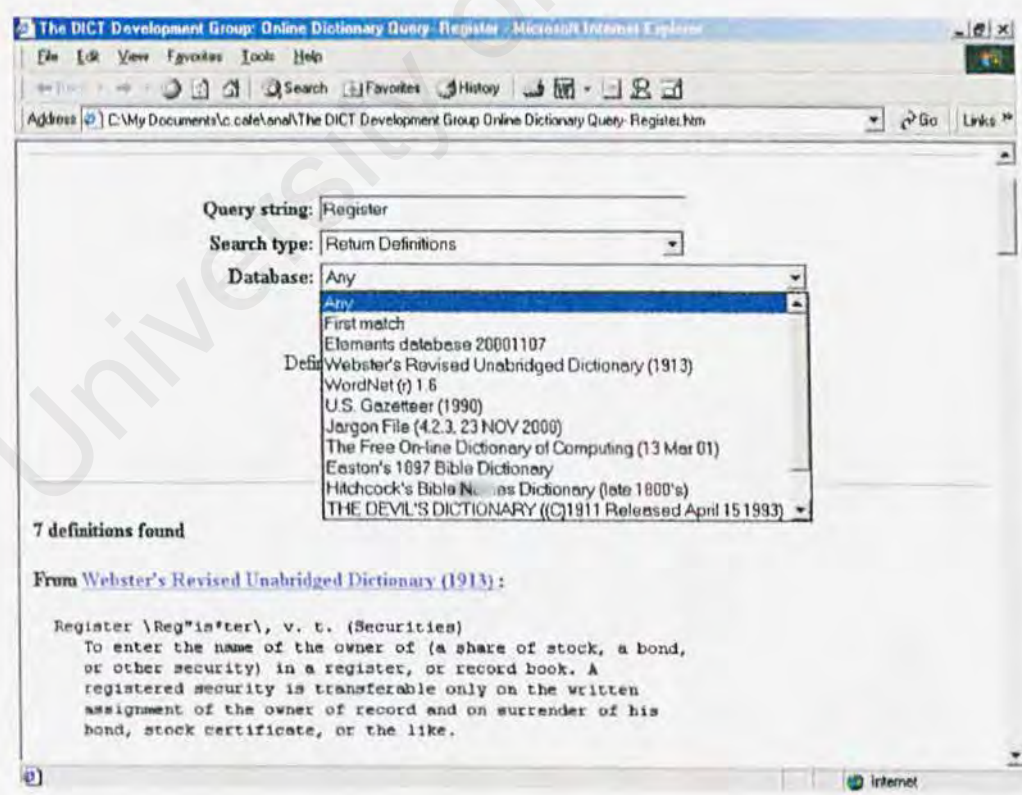 The DICT Development Group: Online Dictionary Query- Register - Microsoft Internet Explorer
File Edit View Favorites Tools Help
Search Favorites History
Address C:\My Documents\c.cafe\anal\The DICT Development Group Online Dictionary Query- Register.htm Go Links »
Query string: Register
Search type: Return Definitions
Database: Any
Any
First match
Elements database 20001107
Defi Webster's Revised Unabridged Dictionary (1913)
WordNet (r) 1.6
U.S. Gazetteer (1990)
Jargon File (4.2.3, 23 NOV 2000)
The Free On-line Dictionary of Computing (13 Mar 01)
Easton's 1897 Bible Dictionary
Hitchcock's Bible Dictionary (late 1800's)
THE DEVIL'S DICTIONARY ((C)1911 Released April 15 1993)
7 definitions found
From Webster's Revised Unabridged Dictionary (1913) :
Register \Reg"is*ter\, v. t. (Securities)
To enter the name of the owner of (a share of stock, a bond,
or other security) in a register, or record book. A
registered security is transferable only on the written
assignment of the owner of record and on surrender of his
bond, stock certificate, or the like.
Internet
University